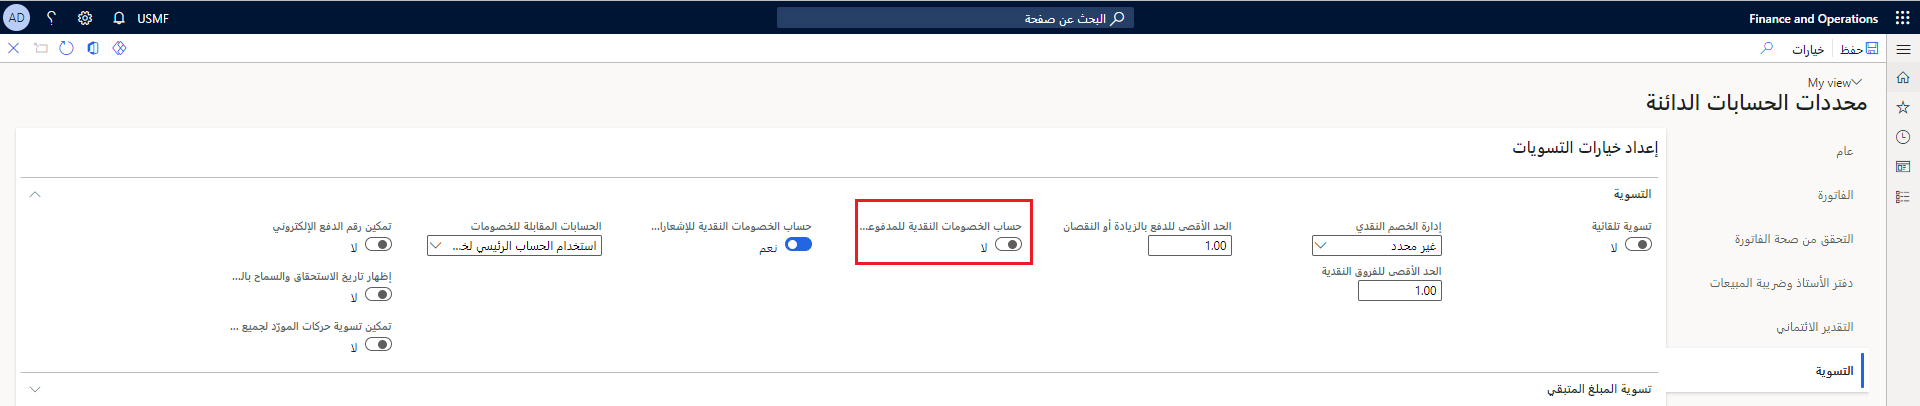 Finance and Operations
البحث عن صفحة
USMF
؟
AD
حفظ
خيارات
My view
محددات الحسابات الدائنة
عام
الفاتورة
التحقق من صحة الفاتورة
دفتر الأستاذ وضريبة المبيعات
التقدير الائتماني
التسوية
إعداد خيارات التسويات
التسوية
تسوية تلقائية
لا
إدارة الخصم النقدي
غير محدد
الحد الأقصى للفروق النقدية
1.00
الحد الأقصى للدفع بالزيادة أو النقصان
1.00
حساب الخصومات النقدية للمدفوعـ...
لا
حساب الخصومات النقدية للإشعارا...
نعم
الحسابات المقابلة للخصومات
استخدام الحساب الرئيسي لخـ...
تمكين رقم الدفع الإلكتروني
لا
إظهار تاريخ الاستحقاق والسماح بالـ...
لا
تمكين تسوية حركات المورّد لجميع ...
لا
تسوية المبلغ المتبقي